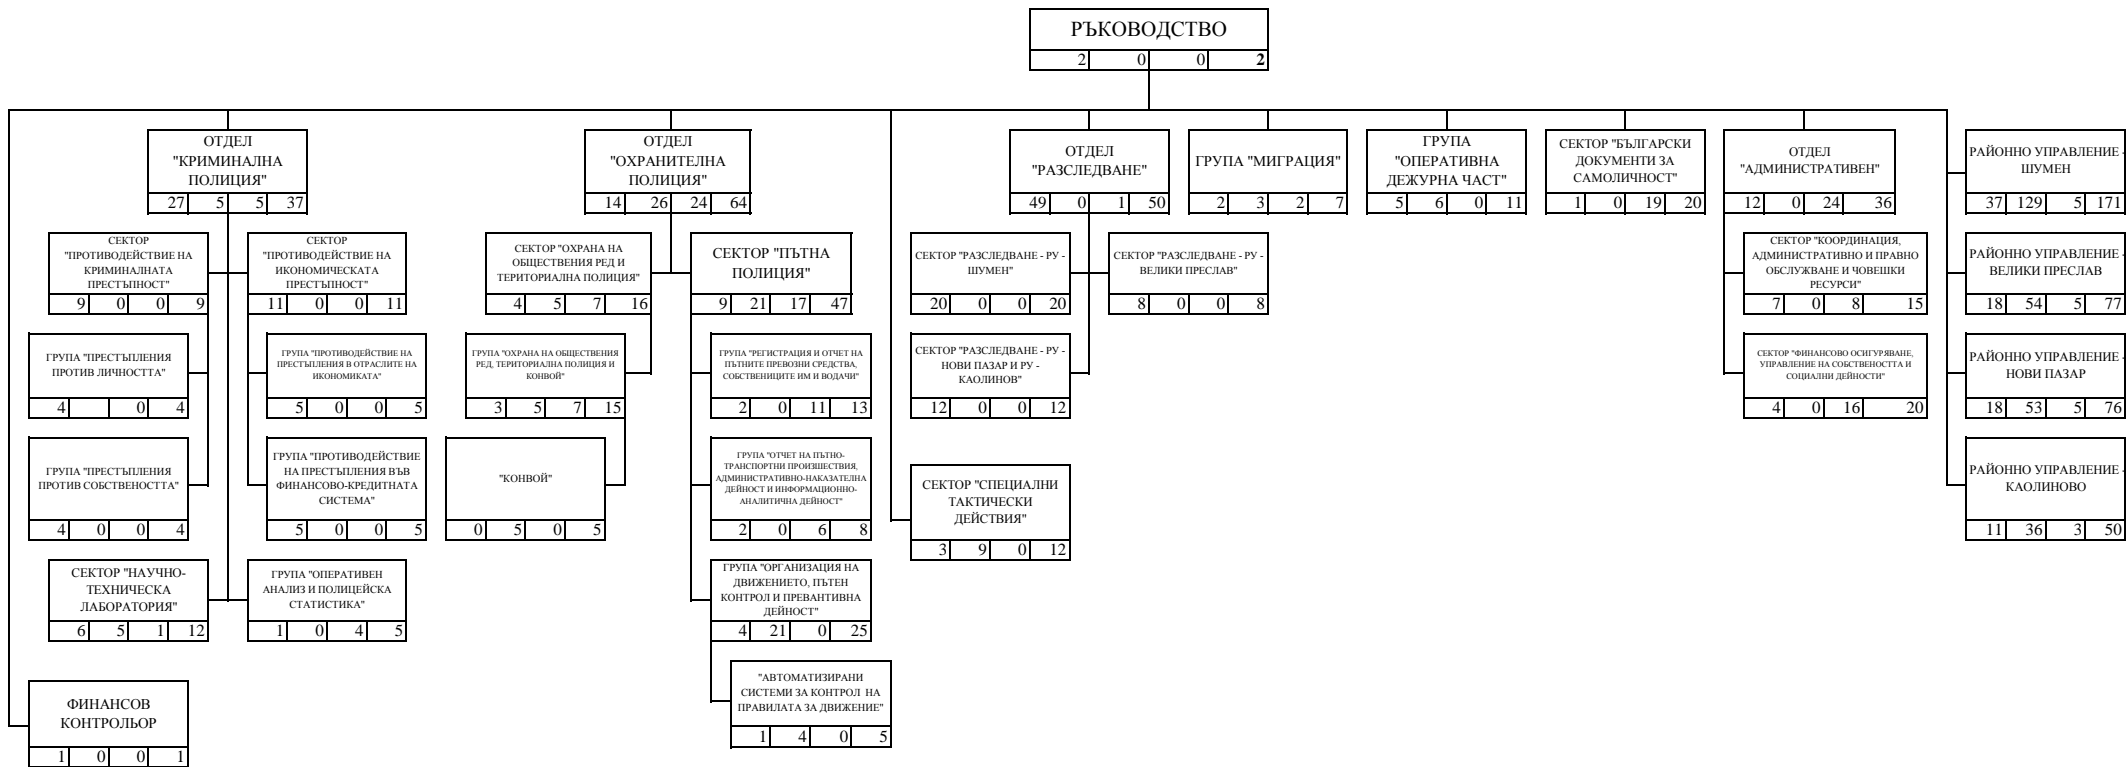 РЪКОВОДСТВО
2 0 0 2
ОТДЕЛ
"КРИМИНАЛНА
ПОЛИЦИЯ"
27 5 5 37
ОТДЕЛ
"ОХРАНИТЕЛНА
ПОЛИЦИЯ"
14 26 24 64
ОТДЕЛ
"РАЗСЛЕДВАНЕ"
49 0 1 50
ГРУПА "МИГРАЦИЯ"
2 3 2 7
ГРУПА
"ОПЕРАТИВНА
ДЕЖУРНА ЧАСТ"
5 6 0 11
СЕКТОР "БЪЛГАРСКИ
ДОКУМЕНТИ ЗА
САМОЛИЧНОСТ"
1 0 19 20
ОТДЕЛ
"АДМИНИСТРАТИВЕН"
12 0 24 36
РАЙОННО УПРАВЛЕНИЕ -
ШУМЕН
37 129 5 171
СЕКТОР
"ПРОТИВОДЕЙСТВИЕ НА
КРИМИНАЛНАТА
ПРЕСТЪПНОСТ"
9 0 0 9
СЕКТОР
"ПРОТИВОДЕЙСТВИЕ НА
ИКОНОМИЧЕСКАТА
ПРЕСТЪПНОСТ"
11 0 0 11
СЕКТОР "ОХРАНА НА
ОБЩЕСТВЕНИЯ РЕД И
ТЕРИТОРИАЛНА ПОЛИЦИЯ"
4 5 7 16
СЕКТОР "ПЪТНА
ПОЛИЦИЯ"
9 21 17 47
СЕКТОР "РАЗСЛЕДВАНЕ - РУ -
ШУМЕН"
20 0 0 20
СЕКТОР "РАЗСЛЕДВАНЕ - РУ -
ВЕЛИКИ ПРЕСЛАВ"
8 0 0 8
СЕКТОР "КООРДИНАЦИЯ,
АДМИНИСТРАТИВНО И ПРАВНО
ОБСЛУЖВАНЕ И ЧОВЕШКИ
РЕСУРСИ"
7 0 8 15
РАЙОННО УПРАВЛЕНИЕ -
ВЕЛИКИ ПРЕСЛАВ
18 54 5 77
ГРУПА "ПРЕСТЪПЛЕНИЯ
ПРОТИВ ЛИЧНОСТТА"
4 0 4
ГРУПА "ПРОТИВОДЕЙСТВИЕ НА
ПРЕСТЪПЛЕНИЯ В ОТРАСЛИТЕ НА
ИКОНОМИКАТА"
5 0 0 5
ГРУПА "ОХРАНА НА ОБЩЕСТВЕНИЯ
РЕД, ТЕРИТОРИАЛНА ПОЛИЦИЯ И
КОНВОЙ"
3 5 7 15
ГРУПА "РЕГИСТРАЦИЯ И ОТЧЕТ НА
ПЪТНИТЕ ПРЕВОЗНИ СРЕДСТВА,
СОБСТВЕНИЦИТЕ ИМ И ВОДАЧИ"
2 0 11 13
СЕКТОР "РАЗСЛЕДВАНЕ - РУ -
НОВИ ПАЗАР И РУ -
КАОЛИНОВ"
12 0 0 12
СЕКТОР "ФИНАНСОВО ОСИГУРЯВАНЕ,
УПРАВЛЕНИЕ НА СОБСТВЕНОСТТА И
СОЦИАЛНИ ДЕЙНОСТИ"
4 0 16 20
РАЙОННО УПРАВЛЕНИЕ -
НОВИ ПАЗАР
18 53 5 76
ГРУПА "ПРЕСТЪПЛЕНИЯ
ПРОТИВ СОБСТВЕНОСТТА"
4 0 0 4
ГРУПА "ПРОТИВОДЕЙСТВИЕ
НА ПРЕСТЪПЛЕНИЯ ВЪВ
ФИНАНСОВО-КРЕДИТНАТА
СИСТЕМА"
5 0 0 5
"КОНВОЙ"
0 5 0 5
ГРУПА "ОТЧЕТ НА ПЪТНО-
ТРАНСПОРТНИ ПРОИЗШЕСТВИЯ,
АДМИНИСТРАТИВНО-НАКАЗАТЕЛНА
ДЕЙНОСТ И ИНФОРМАЦИОННО-
АНАЛИТИЧНА ДЕЙНОСТ"
2 0 6 8
СЕКТОР "СПЕЦИАЛНИ
ТАКТИЧЕСКИ
ДЕЙСТВИЯ"
3 9 0 12
РАЙОННО УПРАВЛЕНИЕ -
КАОЛИНОВО
11 36 3 50
СЕКТОР "НАУЧНО-
ТЕХНИЧЕСКА
ЛАБОРАТОРИЯ"
6 5 1 12
ГРУПА "ОПЕРАТИВЕН
АНАЛИЗ И ПОЛИЦЕЙСКА
СТАТИСТИКА"
1 0 4 5
ГРУПА "ОРГАНИЗАЦИЯ НА
ДВИЖЕНИЕТО, ПЪТЕН
КОНТРОЛ И ПРЕВАНТИВНА
ДЕЙНОСТ"
4 21 0 25
"АВТОМАТИЗИРАНИ
СИСТЕМИ ЗА КОНТРОЛ НА
ПРАВИЛАТА ЗА ДВИЖЕНИЕ"
1 4 0 5
ФИНАНСОВ
КОНТРОЛЬОР
1 0 0 1